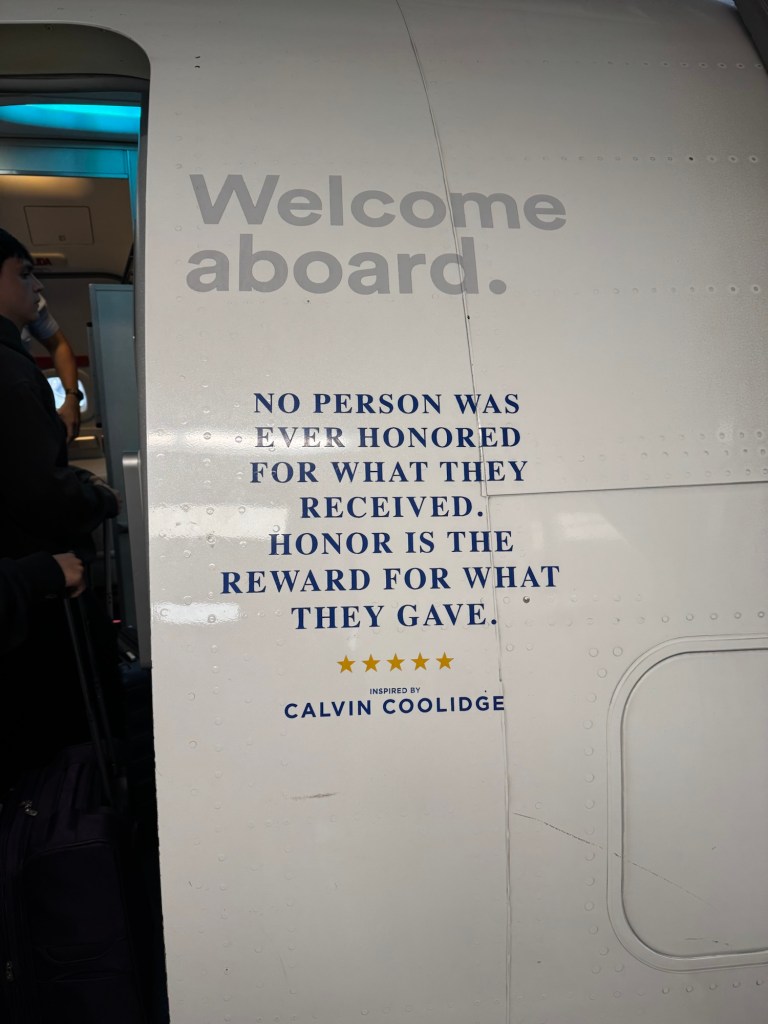 Welcome
aboard.
NO PERSON WAS
EVER HONORED
FOR WHAT THEY
RECEIVED.
HONOR IS THE
REWARD FOR WHAT
THEY GAVE.
INSPIRED BY
CALVIN COOLIDGE